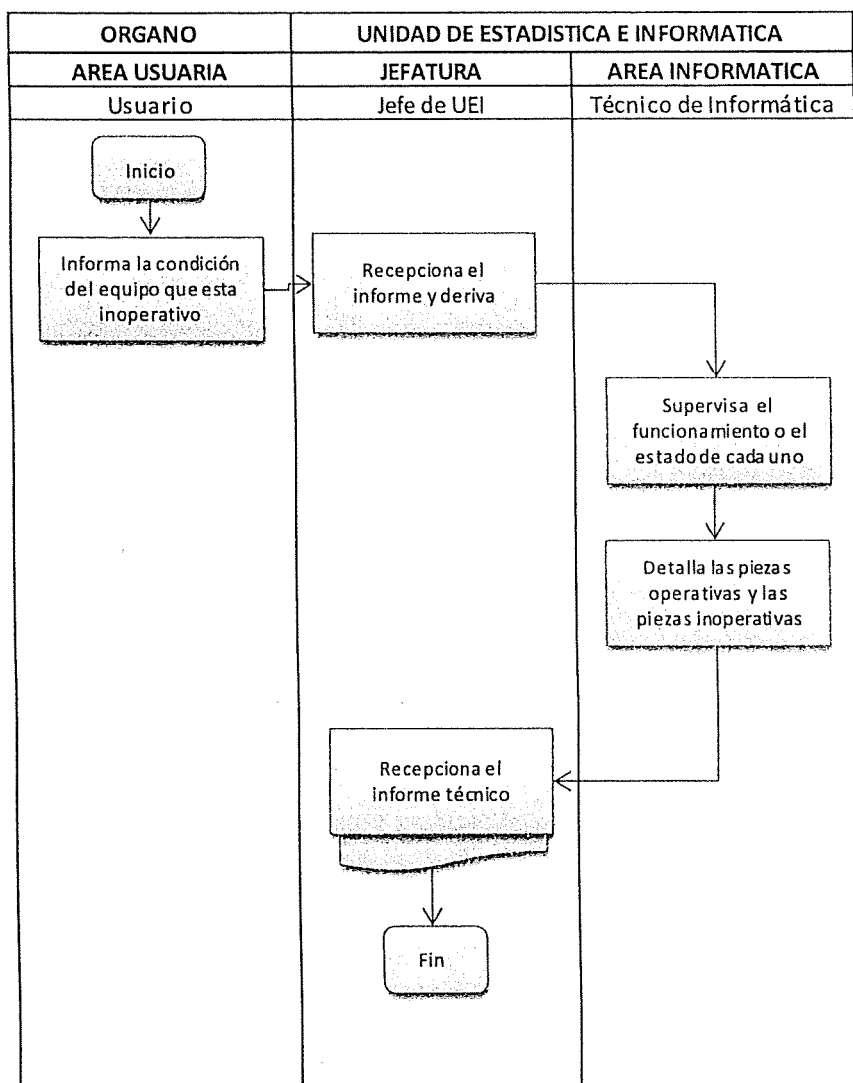 ORGANO
UNIDAD DE ESTADISTICA E INFORMATICA
AREA USUARIA
JEFATURA
AREA INFORMATICA
Usuario
Jefe de UEI
Técnico de Informática
Inicio
Informa la condición
del equipo que esta
inoperativo
Recepciona el
informe y deriva
Supervisa el
funcionamiento o el
estado de cada uno
Detalla las piezas
operativas y las
piezas inoperativas
Recepciona el
informe técnico
Fin